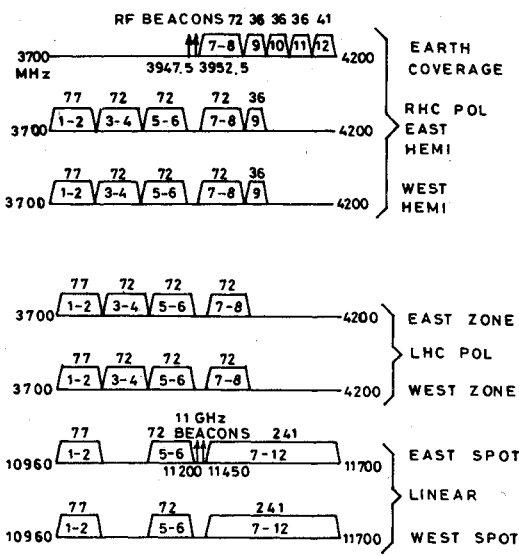 RF BEACONS 72 36 36 36 41
7-8 9 10 11 12
3700 MHz
3947.5 3952.5
4200
EARTH COVERAGE
77 72 72 72 36
1-2 3-4 5-6 7-8 9
3700 4200
RHC POL
EAST HEMI
77 72 72 72 36
1-2 3-4 5-6 7-8 9
3700 4200
WEST HEMI
77 72 72 72
1-2 3-4 5-6 7-8
3700 4200
EAST ZONE
LHC POL
77 72 72 72
1-2 3-4 5-6 7-8
3700 4200
WEST ZONE
11 GHz
77 72 BEACONS 241
1-2 5-6 7-12
10960 11200 11450 11700
EAST SPOT
LINEAR
77 72 241
1-2 5-6 7-12
10960 11700
WEST SPOT